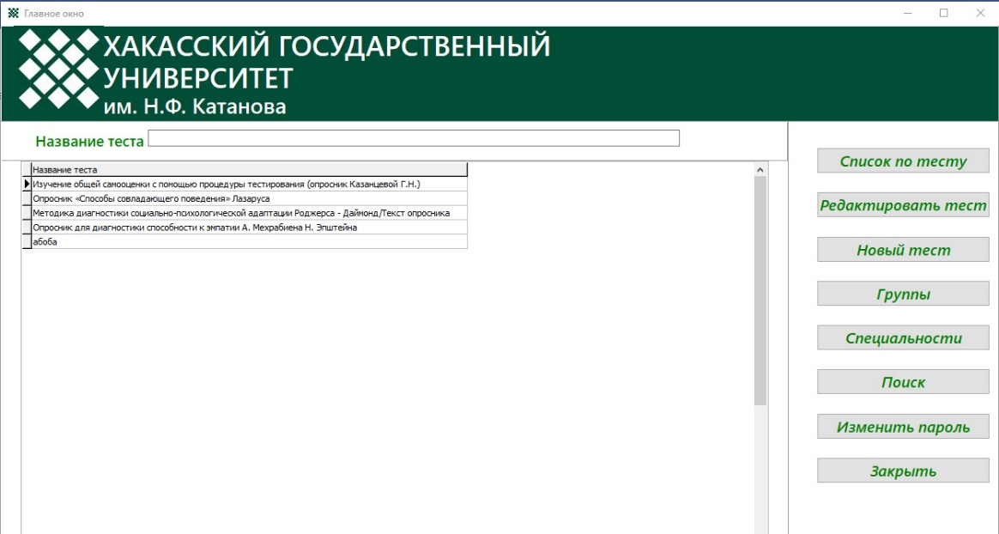 Главное окно
ХАКАССКИЙ ГОСУДАРСТВЕННЫЙ
УНИВЕРСИТЕТ
им. Н.Ф. Катанова
Название теста
Название теста
Изучение общей самооценки с помощью процедуры тестирования (опросник Казанцевой Г.Н.)
Опросник «Способы совладающего поведения» Лазаруса
Методика диагностики социально-психологической адаптации Роджерса - Даймонд/Текст опросника
Опросник для диагностики способности к эмпатии А. Мехрабиена Н. Эпштейна
абоба
Список по тесту
Редактировать тест
Новый тест
Группы
Специальности
Поиск
Изменить пароль
Закрыть